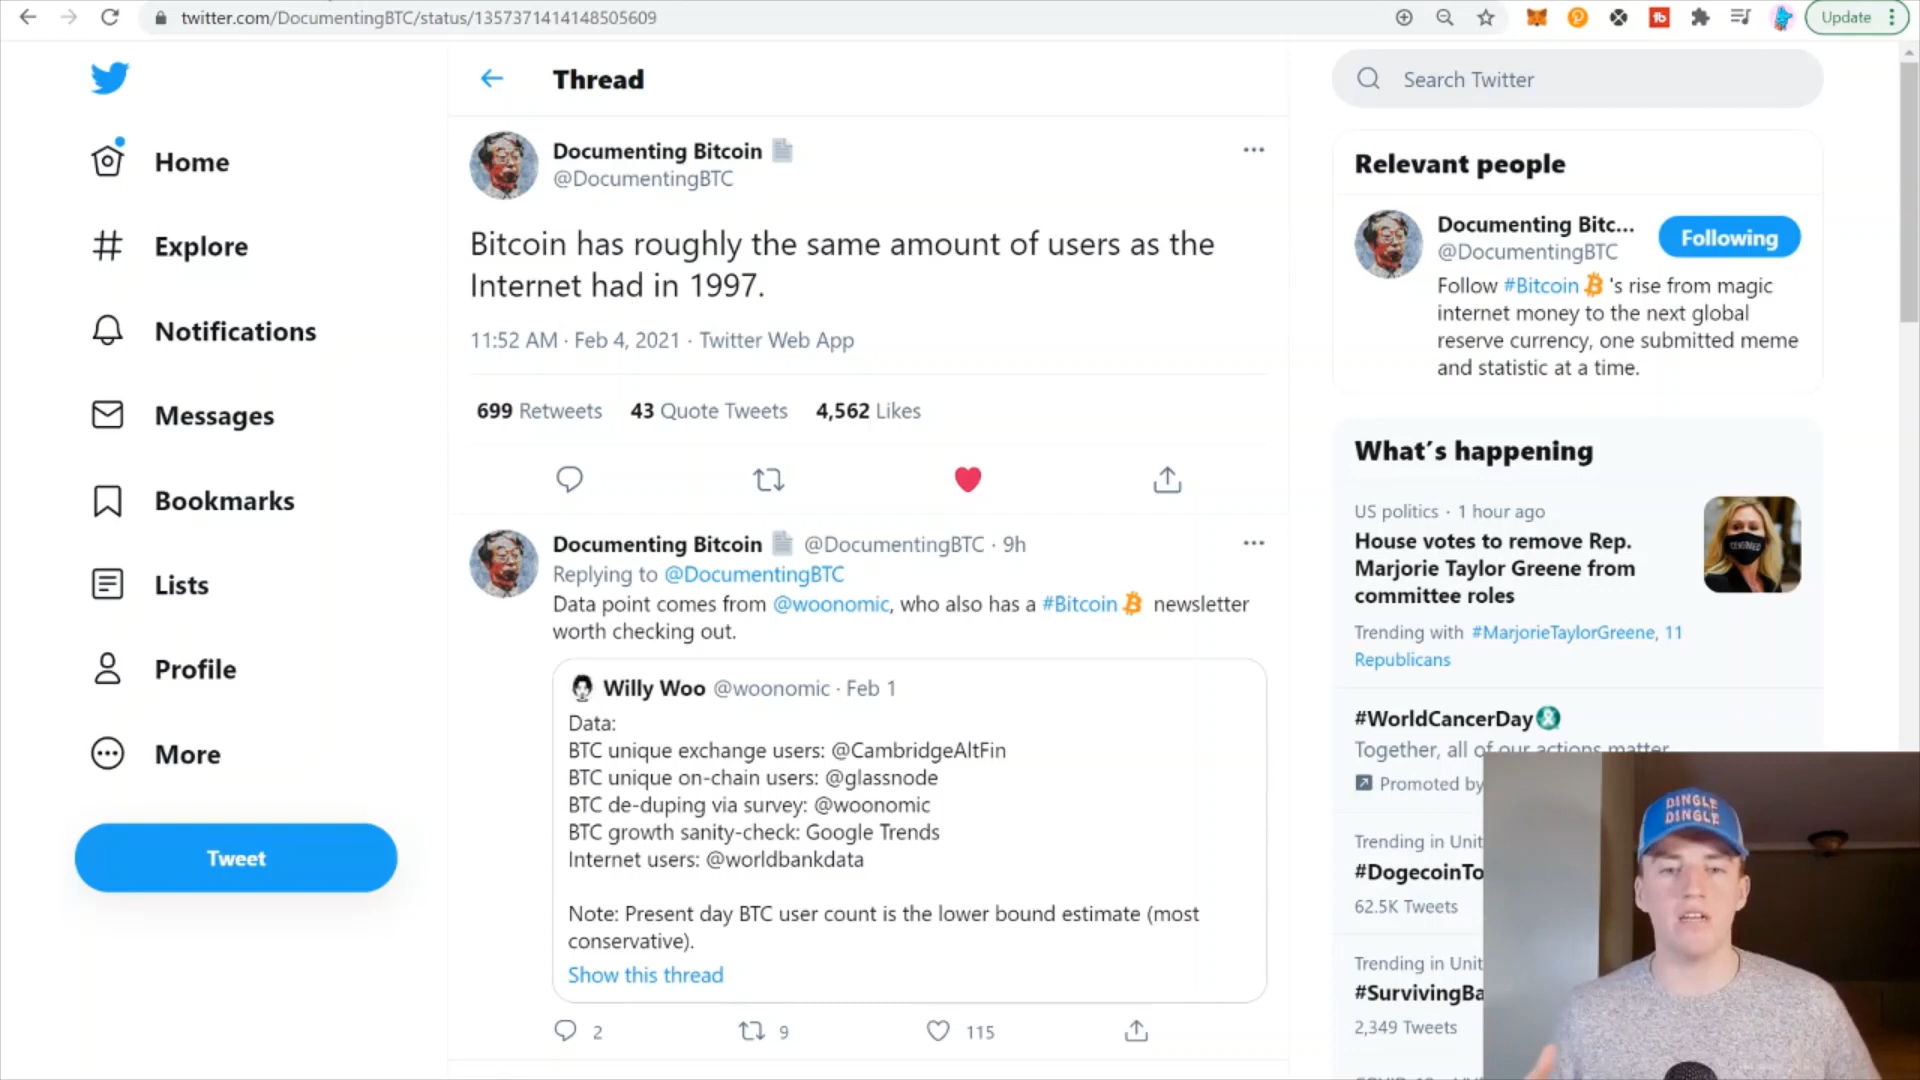 twitter.com/DocumentingBTC/status/1357371414148505609
Update
Home
Explore
Notifications
Messages
Bookmarks
Lists
Profile
More
Tweet
Thread
Documenting Bitcoin
@DocumentingBTC
Bitcoin has roughly the same amount of users as the
Internet had in 1997.
11:52 AM · Feb 4, 2021 · Twitter Web App
699 Retweets 43 Quote Tweets 4,562 Likes
Documenting Bitcoin @DocumentingBTC · 9h
Replying to @DocumentingBTC
Data point comes from @woonomic, who also has a #Bitcoin newsletter
worth checking out.
Willy Woo @woonomic · Feb 1
Data:
BTC unique exchange users: @CambridgeAltFin
BTC unique on-chain users: @glassnode
BTC de-duping via survey: @woonomic
BTC growth sanity-check: Google Trends
Internet users: @worldbankdata
Note: Present day BTC user count is the lower bound estimate (most
conservative).
Show this thread
2 9 115
Search Twitter
Relevant people
Documenting Bitc...
@DocumentingBTC
Following
Follow #Bitcoin 's rise from magic
internet money to the next global
reserve currency, one submitted meme
and statistic at a time.
What's happening
US politics · 1 hour ago
House votes to remove Rep.
Marjorie Taylor Greene from
committee roles
Trending with #MarjorieTaylorGreene, 11
Republicans
CENSORED
#WorldCancerDay
Together, all of our actions matter
Promoted by
Trending in Unit
#DogecoinTo
62.5K Tweets
Trending in Unit
#SurvivingBa
2,349 Tweets
DINGLE
DINGLE